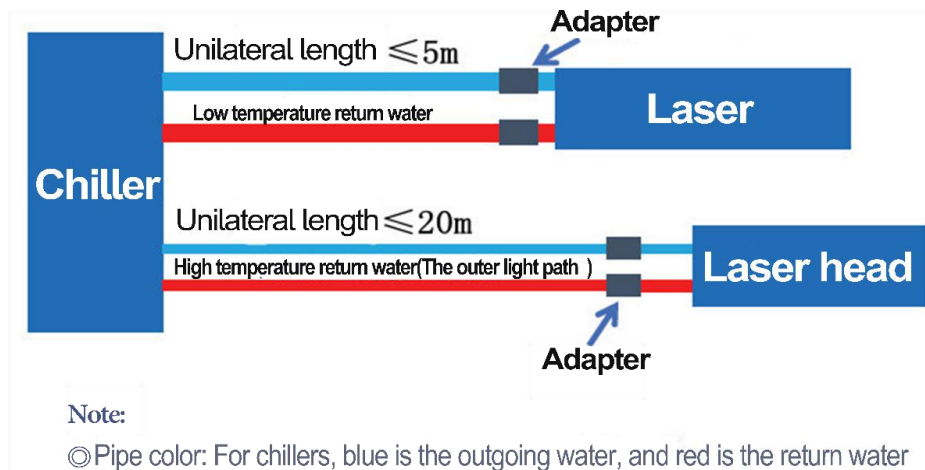 Adapter
Unilateral length ≤5m
Low temperature return water
Laser
Chiller
Unilateral length≤20m
High temperature return water(The outer light path )
Laser head
Adapter
Note:
◎Pipe color: For chillers, blue is the outgoing water, and red is the return water